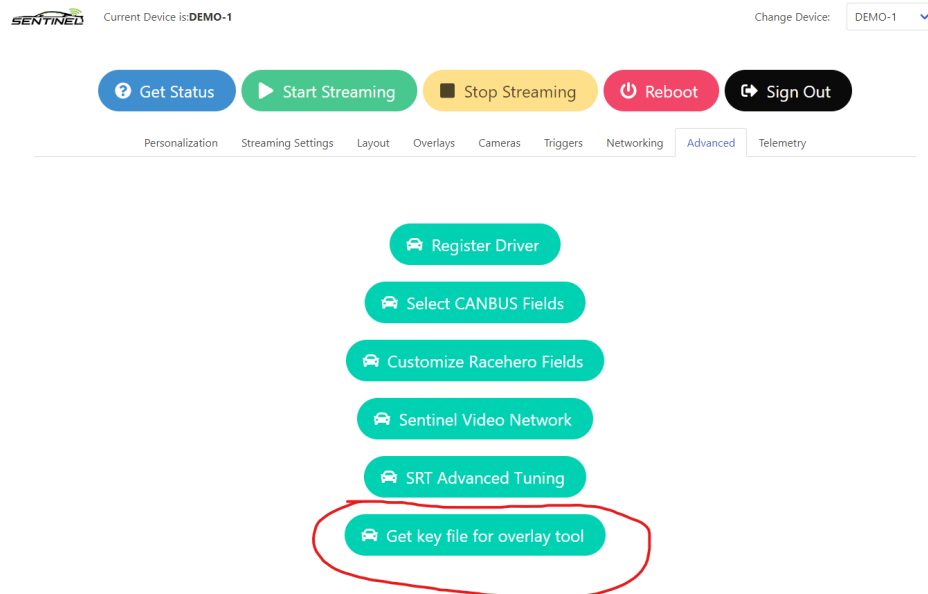 SENTINEL Current Device is:DEMO-1 Change Device: DEMO-1
Get Status Start Streaming Stop Streaming Reboot Sign Out
Personalization Streaming Settings Layout Overlays Cameras Triggers Networking Advanced Telemetry
Register Driver
Select CANBUS Fields
Customize Racehero Fields
Sentinel Video Network
SRT Advanced Tuning
Get key file for overlay tool